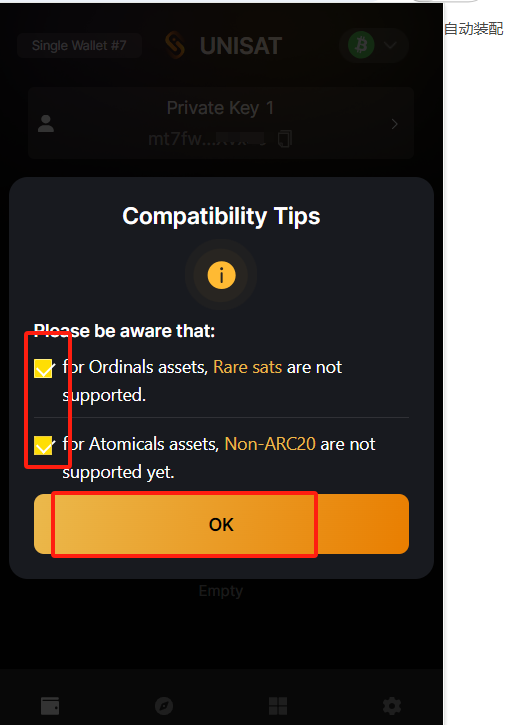 Single Wallet #7
UNISAT
自动装配
Private Key 1
mt7fw...
Compatibility Tips
Please be aware that:
for Ordinals assets, Rare sats are not
supported.
for Atomicals assets, Non-ARC20 are not
supported yet.
OK
Empty